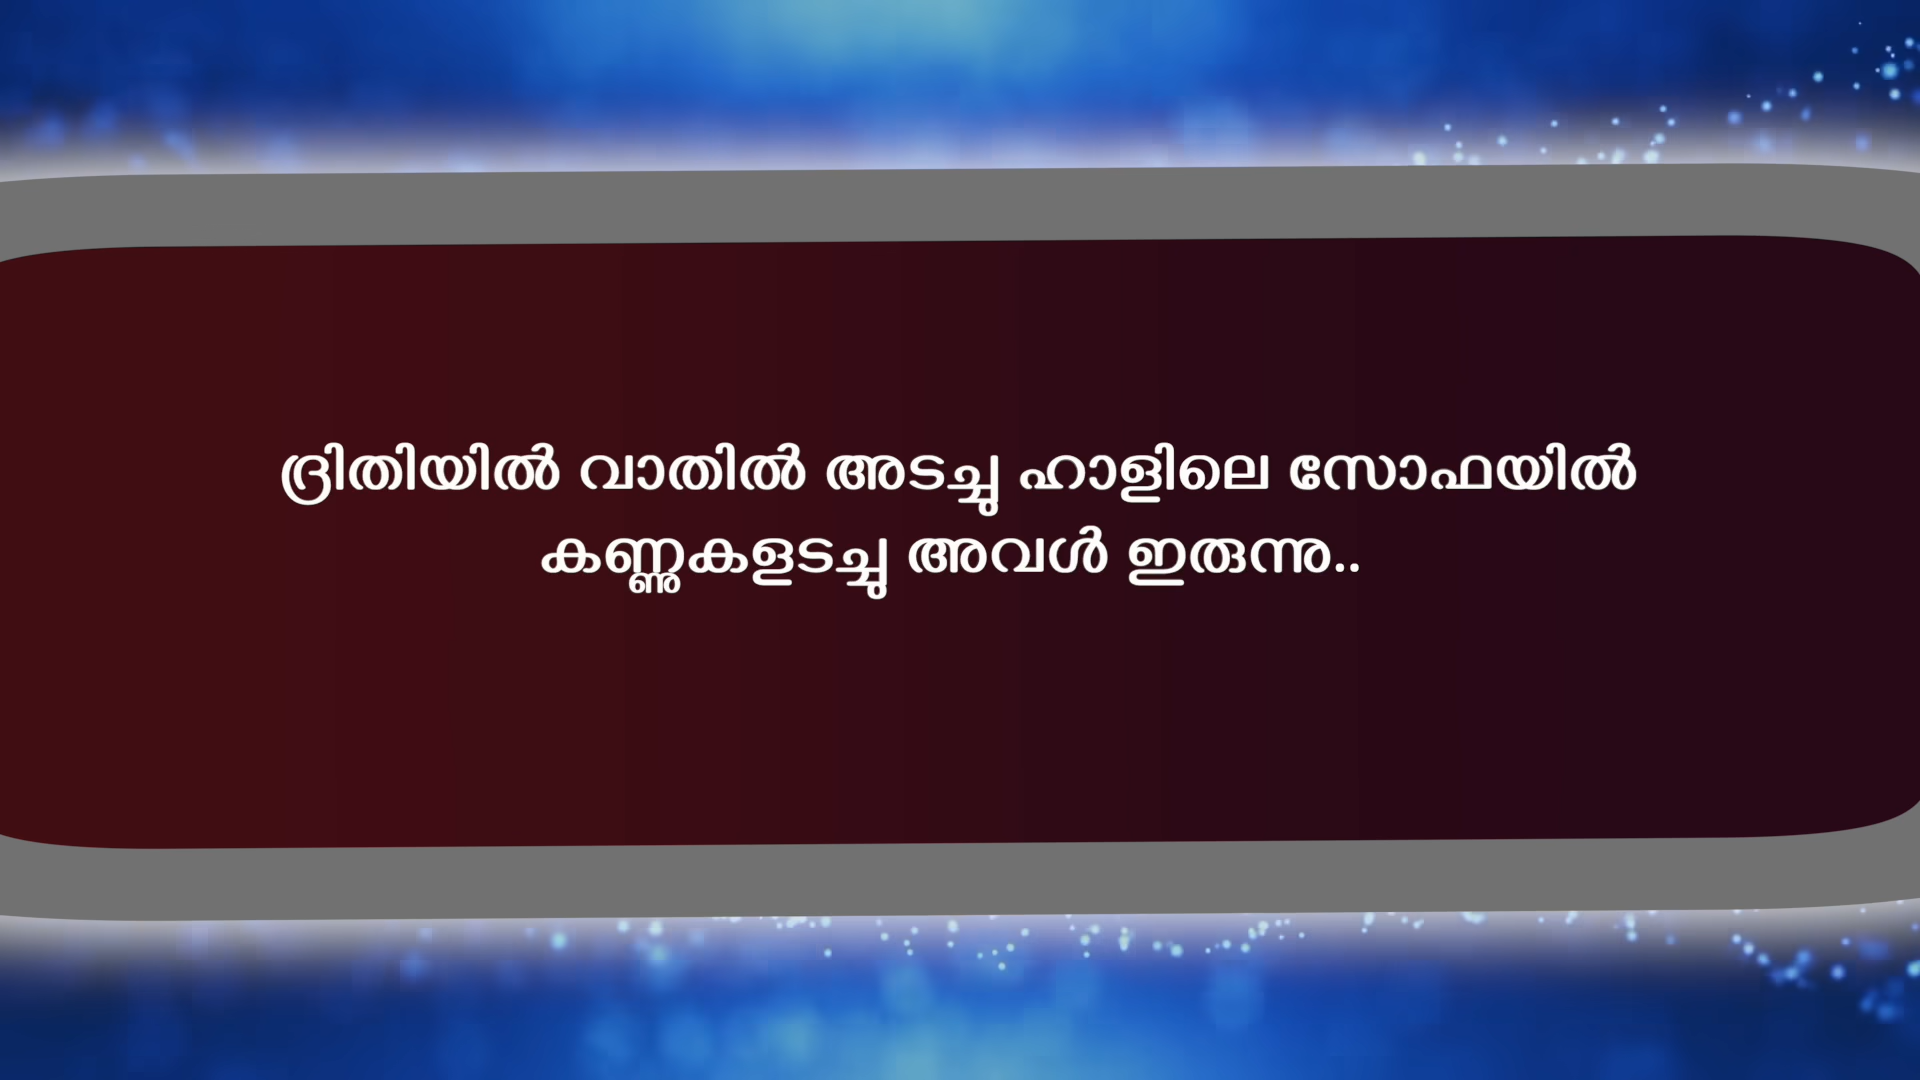 ദ്രിതിയിൽ വാതിൽ അടച്ചു ഹാളിലെ സോഫയിൽ
കണ്ണുകളടച്ചു അവൾ ഇരുന്നു..